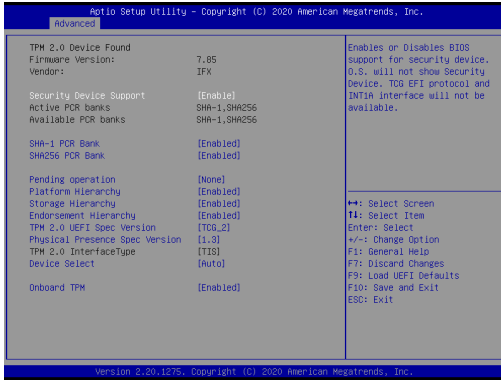 Aptio Setup Utility – Copyright (C) 2020 American Megatrends, Inc.
Advanced
TPM 2.0 Device Found
Firmware Version: 7.85
Vendor: IFX
Security Device Support [Enable]
Active PCR banks SHA-1,SHA256
Available PCR banks SHA-1,SHA256
SHA-1 PCR Bank [Enabled]
SHA256 PCR Bank [Enabled]
Pending operation [None]
Platform Hierarchy [Enabled]
Storage Hierarchy [Enabled]
Endorsement Hierarchy [Enabled]
TPM 2.0 UEFI Spec Version [TCG_2]
Physical Presence Spec Version [1.3]
TPM 2.0 InterfaceType [TIS]
Device Select [Auto]
Onboard TPM [Enabled]
Enables or Disables BIOS
support for security device.
O.S. will not show Security
Device. TCG EFI protocol and
INT1A interface will not be
available.
↔: Select Screen
↑↓: Select Item
Enter: Select
+/-: Change Option
F1: General Help
F7: Discard Changes
F9: Load UEFI Defaults
F10: Save and Exit
ESC: Exit
Version 2.20.1275. Copyright (C) 2020 American Megatrends, Inc.